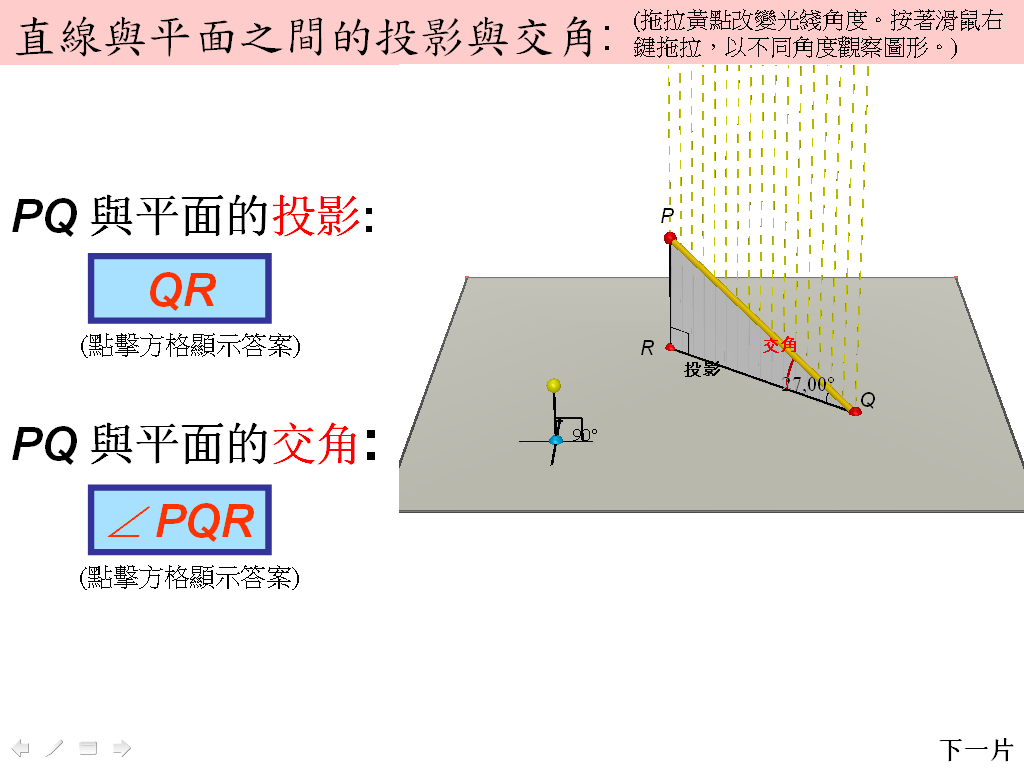 直線與平面之間的投影與交角:
(拖拉黃點改變光綫角度。按著滑鼠右
鍵拖拉，以不同角度觀察圖形。)
PQ 與平面的投影:
QR
(點擊方格顯示答案)
PQ 與平面的交角:
∠PQR
(點擊方格顯示答案)
P
R
交角
投影
27,00°
Q
90°
下一片